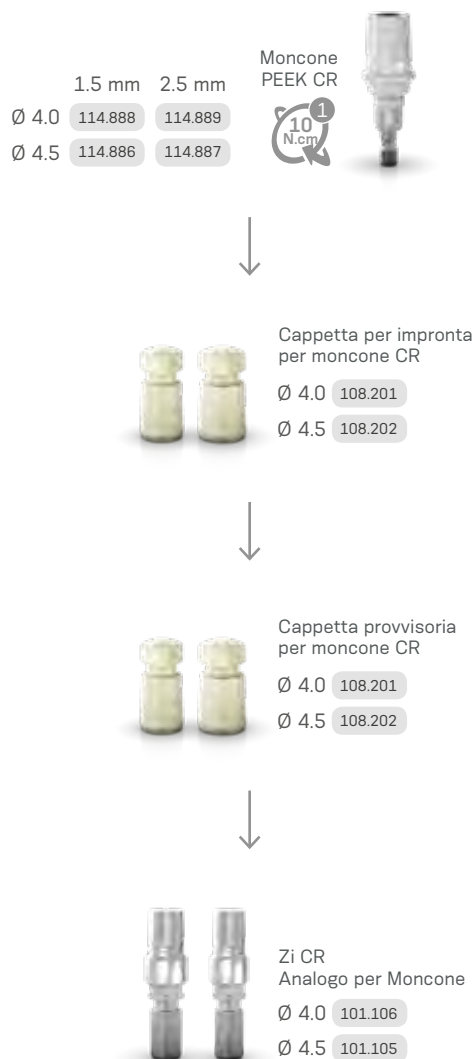 1.5 mm 2.5 mm
Ø 4.0 114.888 114.889
Ø 4.5 114.886 114.887
Moncone
PEEK CR
1
10
N.cm
Cappetta per impronta
per moncone CR
Ø 4.0 108.201
Ø 4.5 108.202
Cappetta provvisoria
per moncone CR
Ø 4.0 108.201
Ø 4.5 108.202
Zi CR
Analogo per Moncone
Ø 4.0 101.106
Ø 4.5 101.105